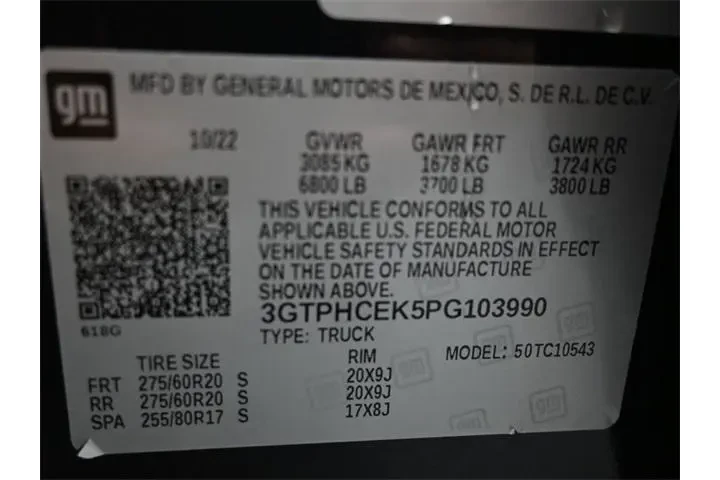 gm
MFD BY GENERAL MOTORS DE MEXICO, S. DE R.L. DE C.V.
10/22 GVWR GAWR FRT GAWR RR
3085 KG 1678 KG 1724 KG
6800 LB 3700 LB 3800 LB
THIS VEHICLE CONFORMS TO ALL
APPLICABLE U.S. FEDERAL MOTOR
VEHICLE SAFETY STANDARDS IN EFFECT
ON THE DATE OF MANUFACTURE
SHOWN ABOVE.
3GTPHCEK5PG103990
618G
TYPE: TRUCK
TIRE SIZE RIM MODEL: 50TC10543
FRT 275/60R20 S 20X9J
RR 275/60R20 S 20X9J
SPA 255/80R17 S 17X8J